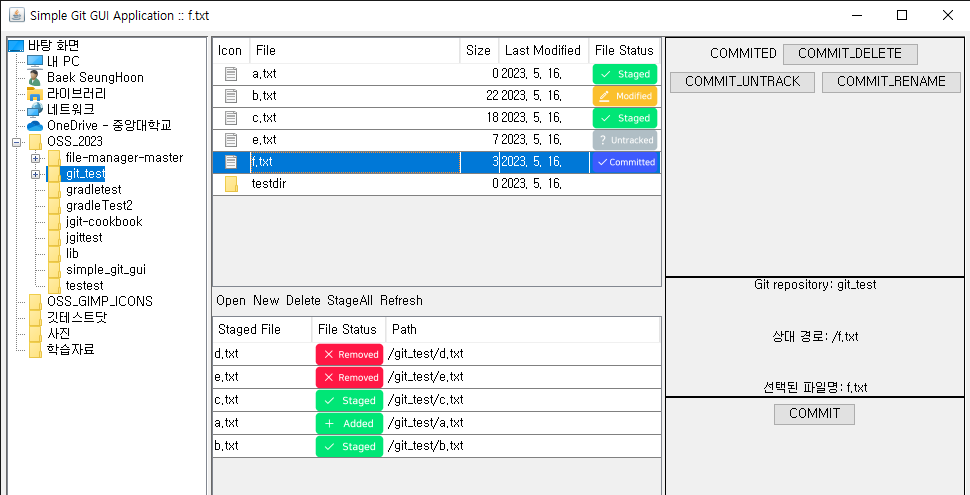 Simple Git GUI Application :: f.txt
바탕 화면
내 PC
Baek SeungHoon
라이브러리
네트워크
OneDrive - 중앙대학교
OSS_2023
file-manager-master
git_test
gradletest
gradleTest2
jgit-cookbook
jgittest
lib
simple_git_gui
testest
OSS_GIMP_ICONS
깃테스트닷
사진
학습자료
Icon File Size Last Modified File Status
a.txt 0 2023. 5. 16. Staged
b.txt 22 2023. 5. 16. Modified
c.txt 18 2023. 5. 16. Staged
e.txt 7 2023. 5. 16. ? Untracked
f.txt 3 2023. 5. 16. Committed
testdir 0 2023. 5. 16.
Open New Delete StageAll Refresh
Staged File File Status Path
d.txt Removed /git_test/d.txt
e.txt Removed /git_test/e.txt
c.txt Staged /git_test/c.txt
a.txt Added /git_test/a.txt
b.txt Staged /git_test/b.txt
COMMITED COMMIT_DELETE
COMMIT_UNTRACK COMMIT_RENAME
Git repository: git_test
상대 경로: /f.txt
선택된 파일명: f.txt
COMMIT